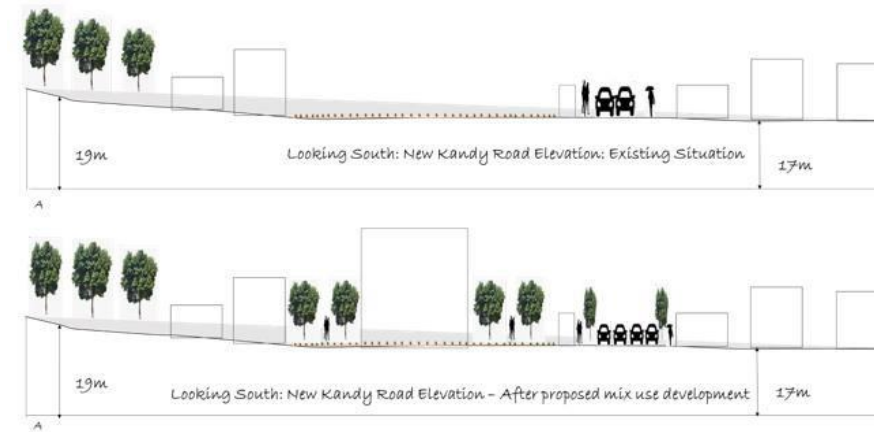 19m
Looking South: New Kandy Road Elevation: Existing Situation
17m
A
19m
Looking South: New Kandy Road Elevation - After proposed mix use development
17m
A